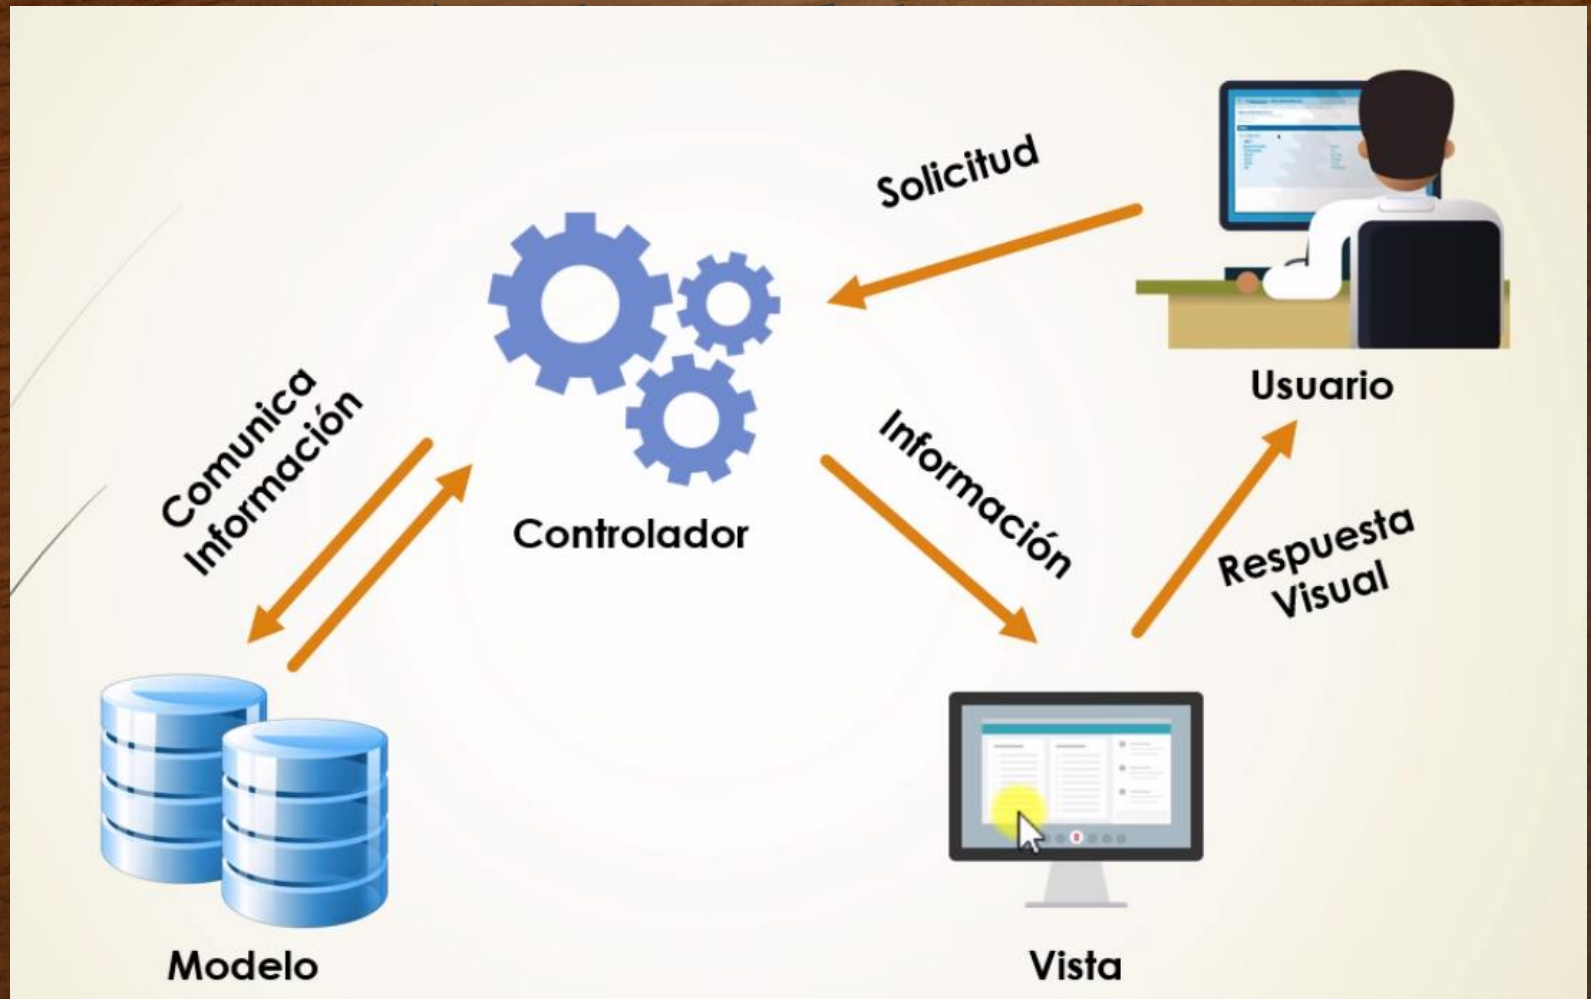 Solicitud
Usuario
Comunica
Información
Controlador
Información
Respuesta
Visual
Modelo
Vista